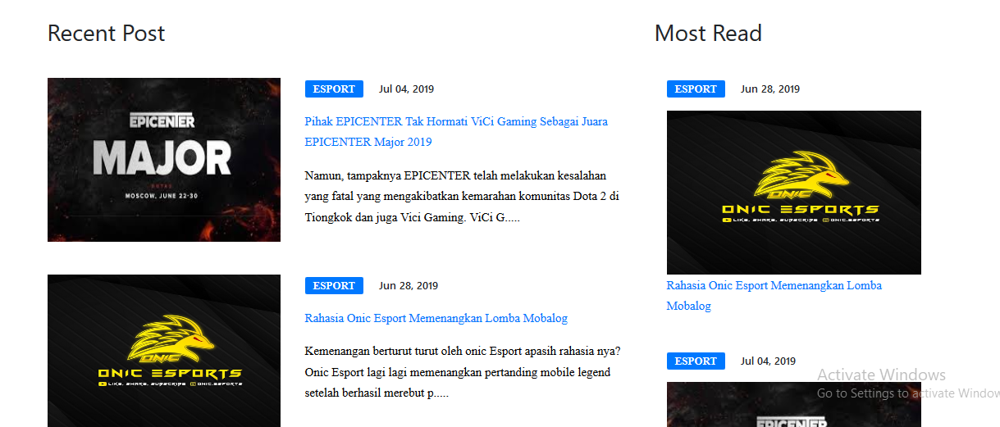 Recent Post
EPICENTER
MAJOR
DOTA2
MOSCOW, JUNE 22-30
ESPORT Jul 04, 2019
Pihak EPICENTER Tak Hormati ViCi Gaming Sebagai Juara
EPICENTER Major 2019
Namun, tampaknya EPICENTER telah melakukan kesalahan
yang fatal yang mengakibatkan kemarahan komunitas Dota 2 di
Tiongkok dan juga Vici Gaming. ViCi G.....
ONIC
ONIC ESPORTS
LIKE, SHARE, SUBSCRIBE ONIC.ESPORTS
ESPORT Jun 28, 2019
Rahasia Onic Esport Memenangkan Lomba Mobalog
Kemenangan berturut turut oleh onic Esport apasih rahasia nya?
Onic Esport lagi lagi memenangkan pertanding mobile legend
setelah berhasil merebut p.....
Most Read
ESPORT Jun 28, 2019
ONIC
ONIC ESPORTS
LIKE, SHARE, SUBSCRIBE ONIC.ESPORTS
Rahasia Onic Esport Memenangkan Lomba
Mobalog
ESPORT Jul 04, 2019
EPICENTER
Activate Windows
Go to Settings to activate Window